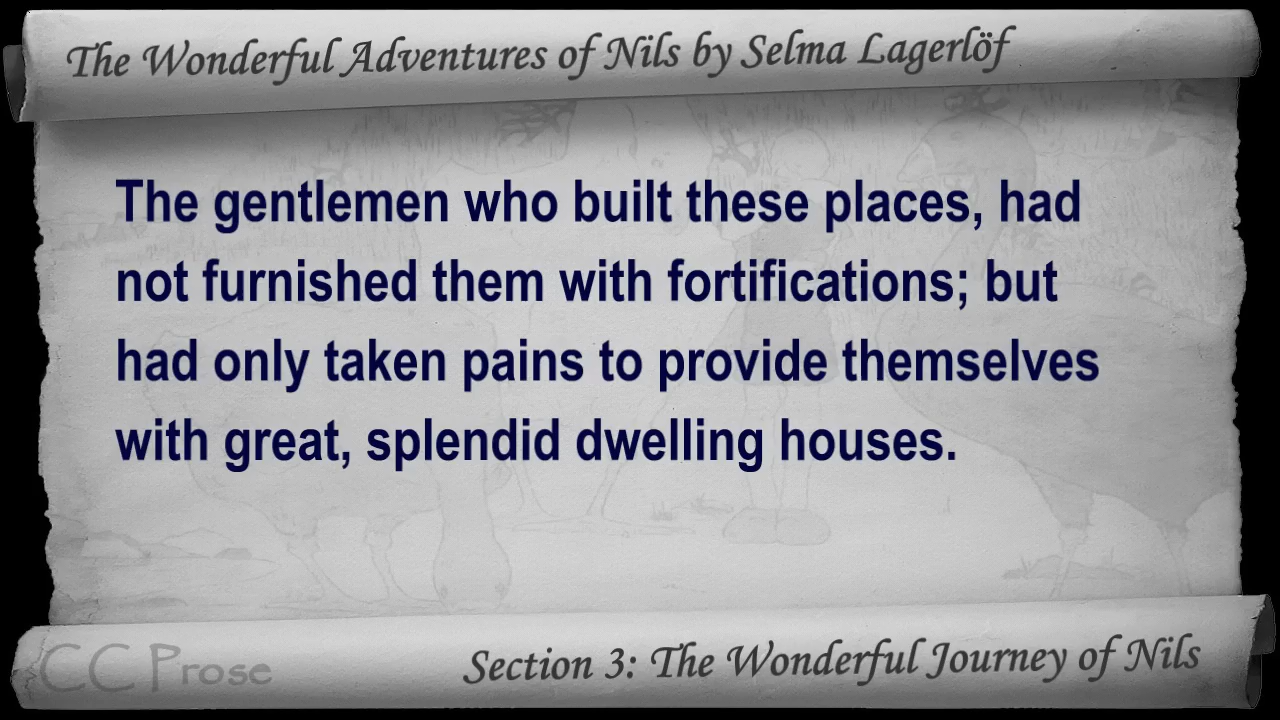 The Wonderful Adventures of Nils by Selma Lagerlöf
The gentlemen who built these places, had
not furnished them with fortifications; but
had only taken pains to provide themselves
with great, splendid dwelling houses.
CC Prose
Section 3: The Wonderful Journey of Nils